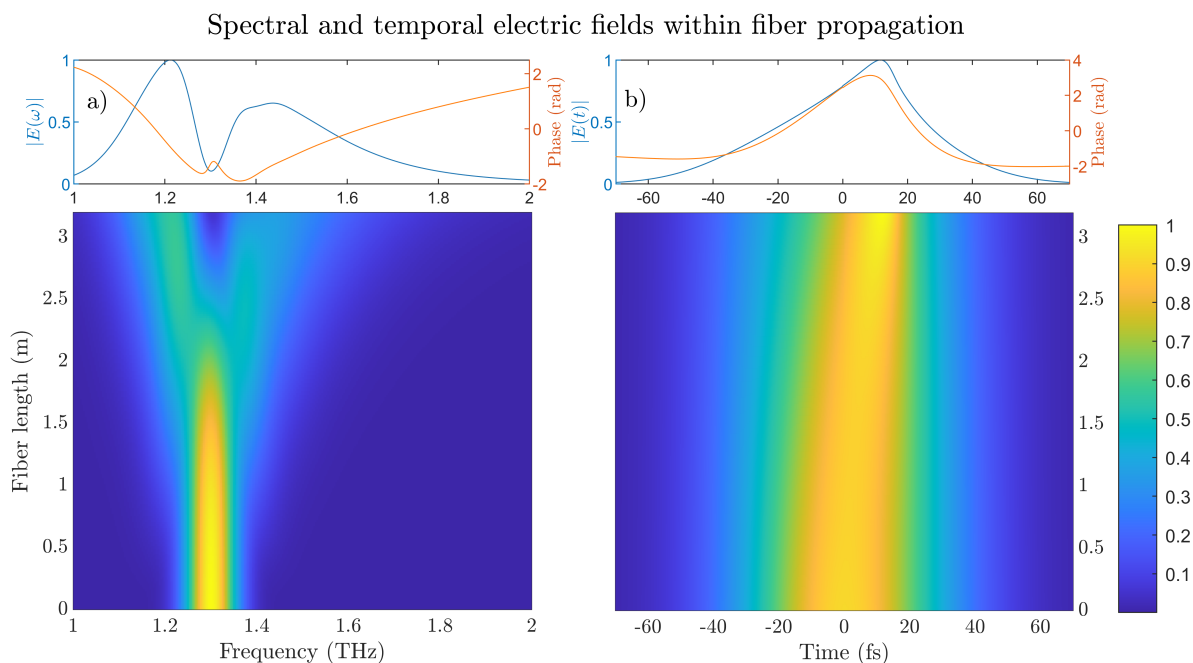 Spectral and temporal electric fields within fiber propagation
a)
|E(ω)|
1
0.5
0
2
0
-2
Phase (rad)
1 1.2 1.4 1.6 1.8 2
b)
|E(t)|
1
0.5
0
4
2
0
-2
Phase (rad)
-60 -40 -20 0 20 40 60
Fiber length (m)
3
2.5
2
1.5
1
0.5
0
1 1.2 1.4 1.6 1.8 2
Frequency (THz)
3
2.5
2
1.5
1
0.5
0
-60 -40 -20 0 20 40 60
Time (fs)
1
0.9
0.8
0.7
0.6
0.5
0.4
0.3
0.2
0.1